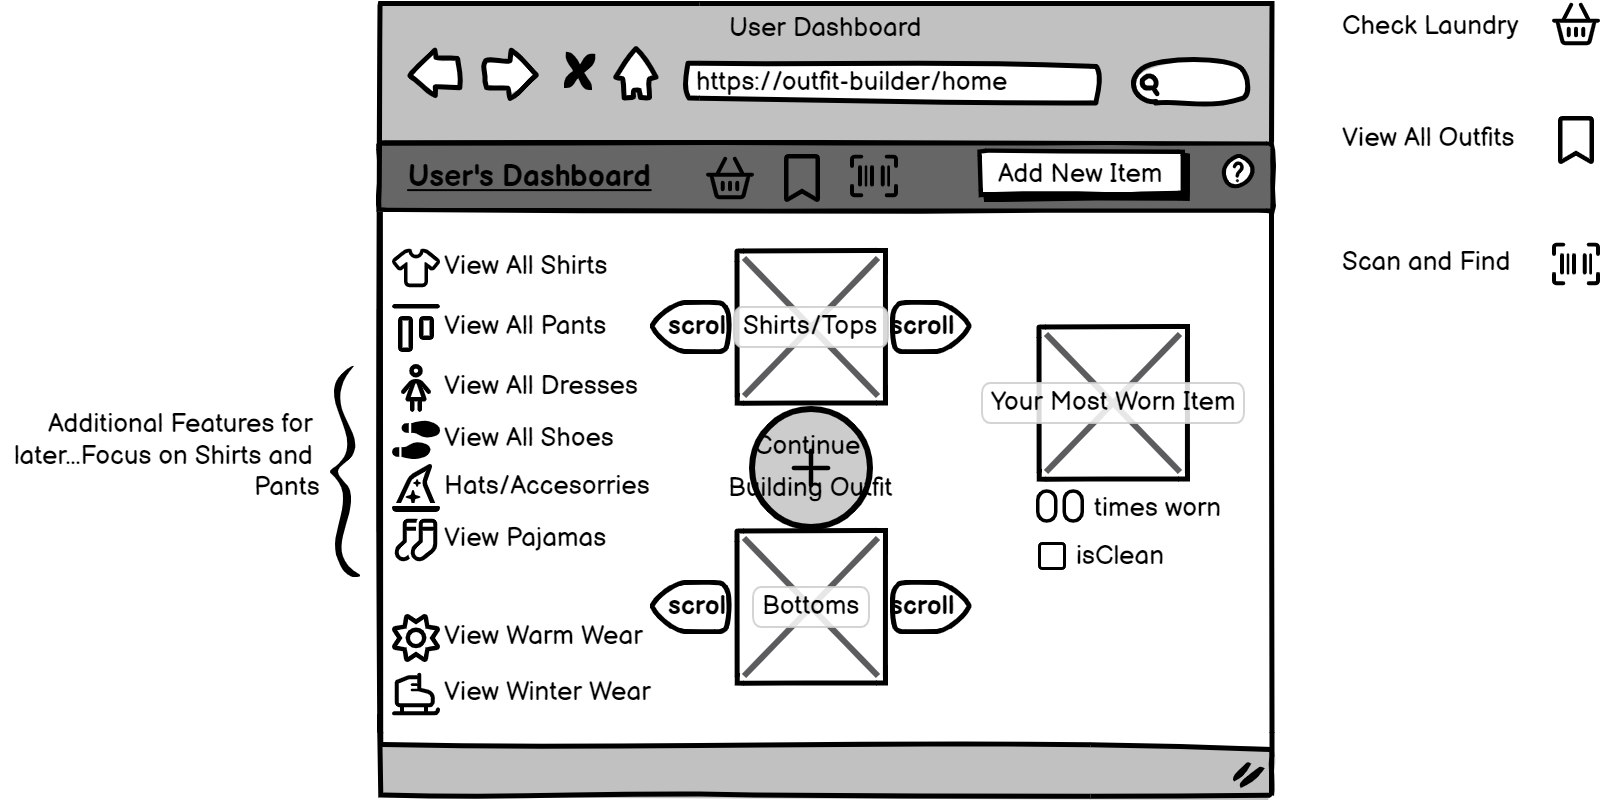 User Dashboard
https://outfit-builder/home
User's Dashboard
Add New Item
?
Check Laundry
View All Outfits
Scan and Find
View All Shirts
View All Pants
View All Dresses
View All Shoes
Hats/Accesorries
View Pajamas
View Warm Wear
View Winter Wear
Additional Features for
later...Focus on Shirts and
Pants
scrol
Shirts/Tops
scroll
Continue
Building Outfit
scrol
Bottoms
scroll
Your Most Worn Item
00 times worn
isClean